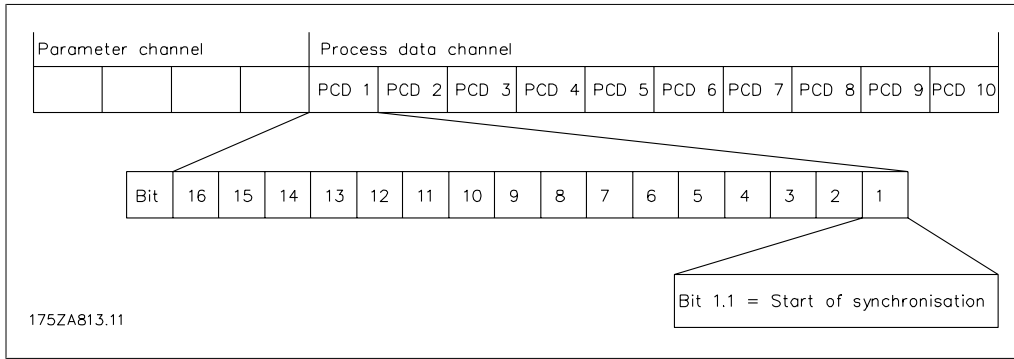 Parameter channel Process data channel
PCD 1 PCD 2 PCD 3 PCD 4 PCD 5 PCD 6 PCD 7 PCD 8 PCD 9 PCD 10
Bit 16 15 14 13 12 11 10 9 8 7 6 5 4 3 2 1
Bit 1.1 = Start of synchronisation
175ZA813.11